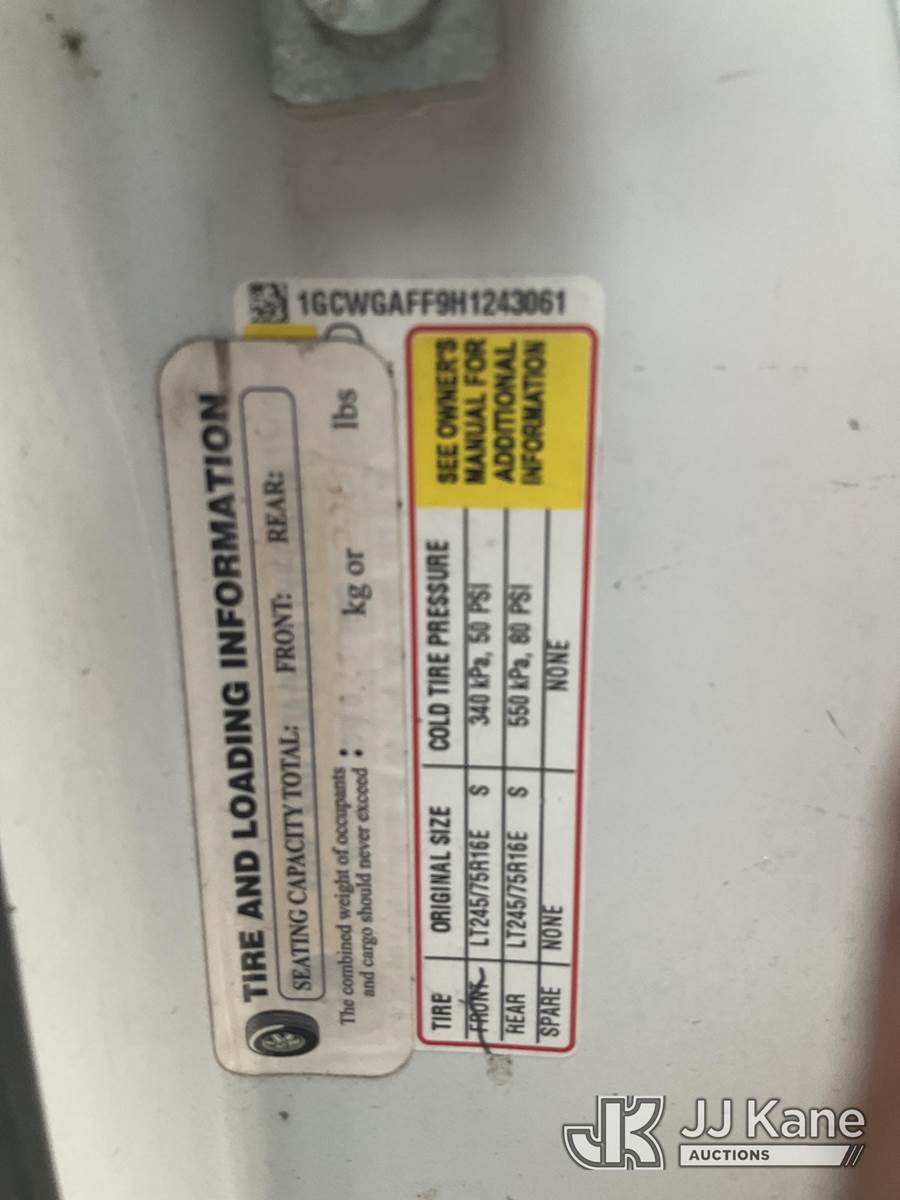 1GCWGAFF9H1243061
TIRE AND LOADING INFORMATION
SEATING CAPACITY TOTAL: FRONT: REAR:
The combined weight of occupants
and cargo should never exceed : kg or lbs
TIRE ORIGINAL SIZE COLD TIRE PRESSURE
FRONT LT245/75R16E S 340 kPa, 50 PSI
REAR LT245/75R16E S 550 kPa, 80 PSI
SPARE NONE NONE
SEE OWNER'S
MANUAL FOR
ADDITIONAL
INFORMATION
JK JJ Kane
AUCTIONS